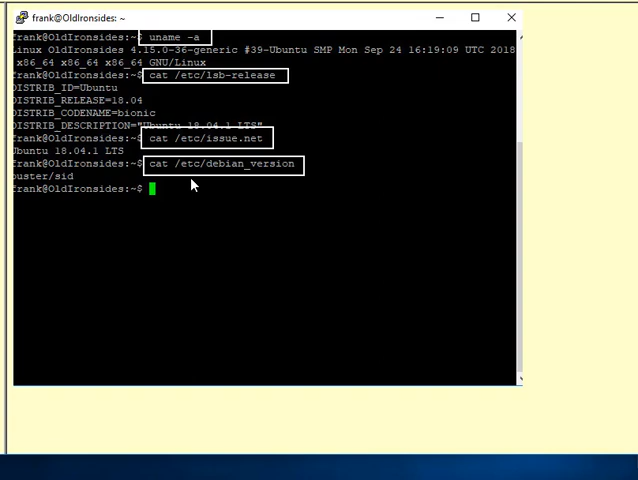 frank@OldIronsides: ~
frank@OldIronsides:~$ uname -a
Linux OldIronsides 4.15.0-36-generic #39-Ubuntu SMP Mon Sep 24 16:19:09 UTC 2018
x86_64 x86_64 x86_64 GNU/Linux
frank@OldIronsides:~$ cat /etc/lsb-release
DISTRIB_ID=Ubuntu
DISTRIB_RELEASE=18.04
DISTRIB_CODENAME=bionic
DISTRIB_DESCRIPTION="Ubuntu 18.04.1 LTS"
frank@OldIronsides:~$ cat /etc/issue.net
Ubuntu 18.04.1 LTS
frank@OldIronsides:~$ cat /etc/debian_version
buster/sid
frank@OldIronsides:~$